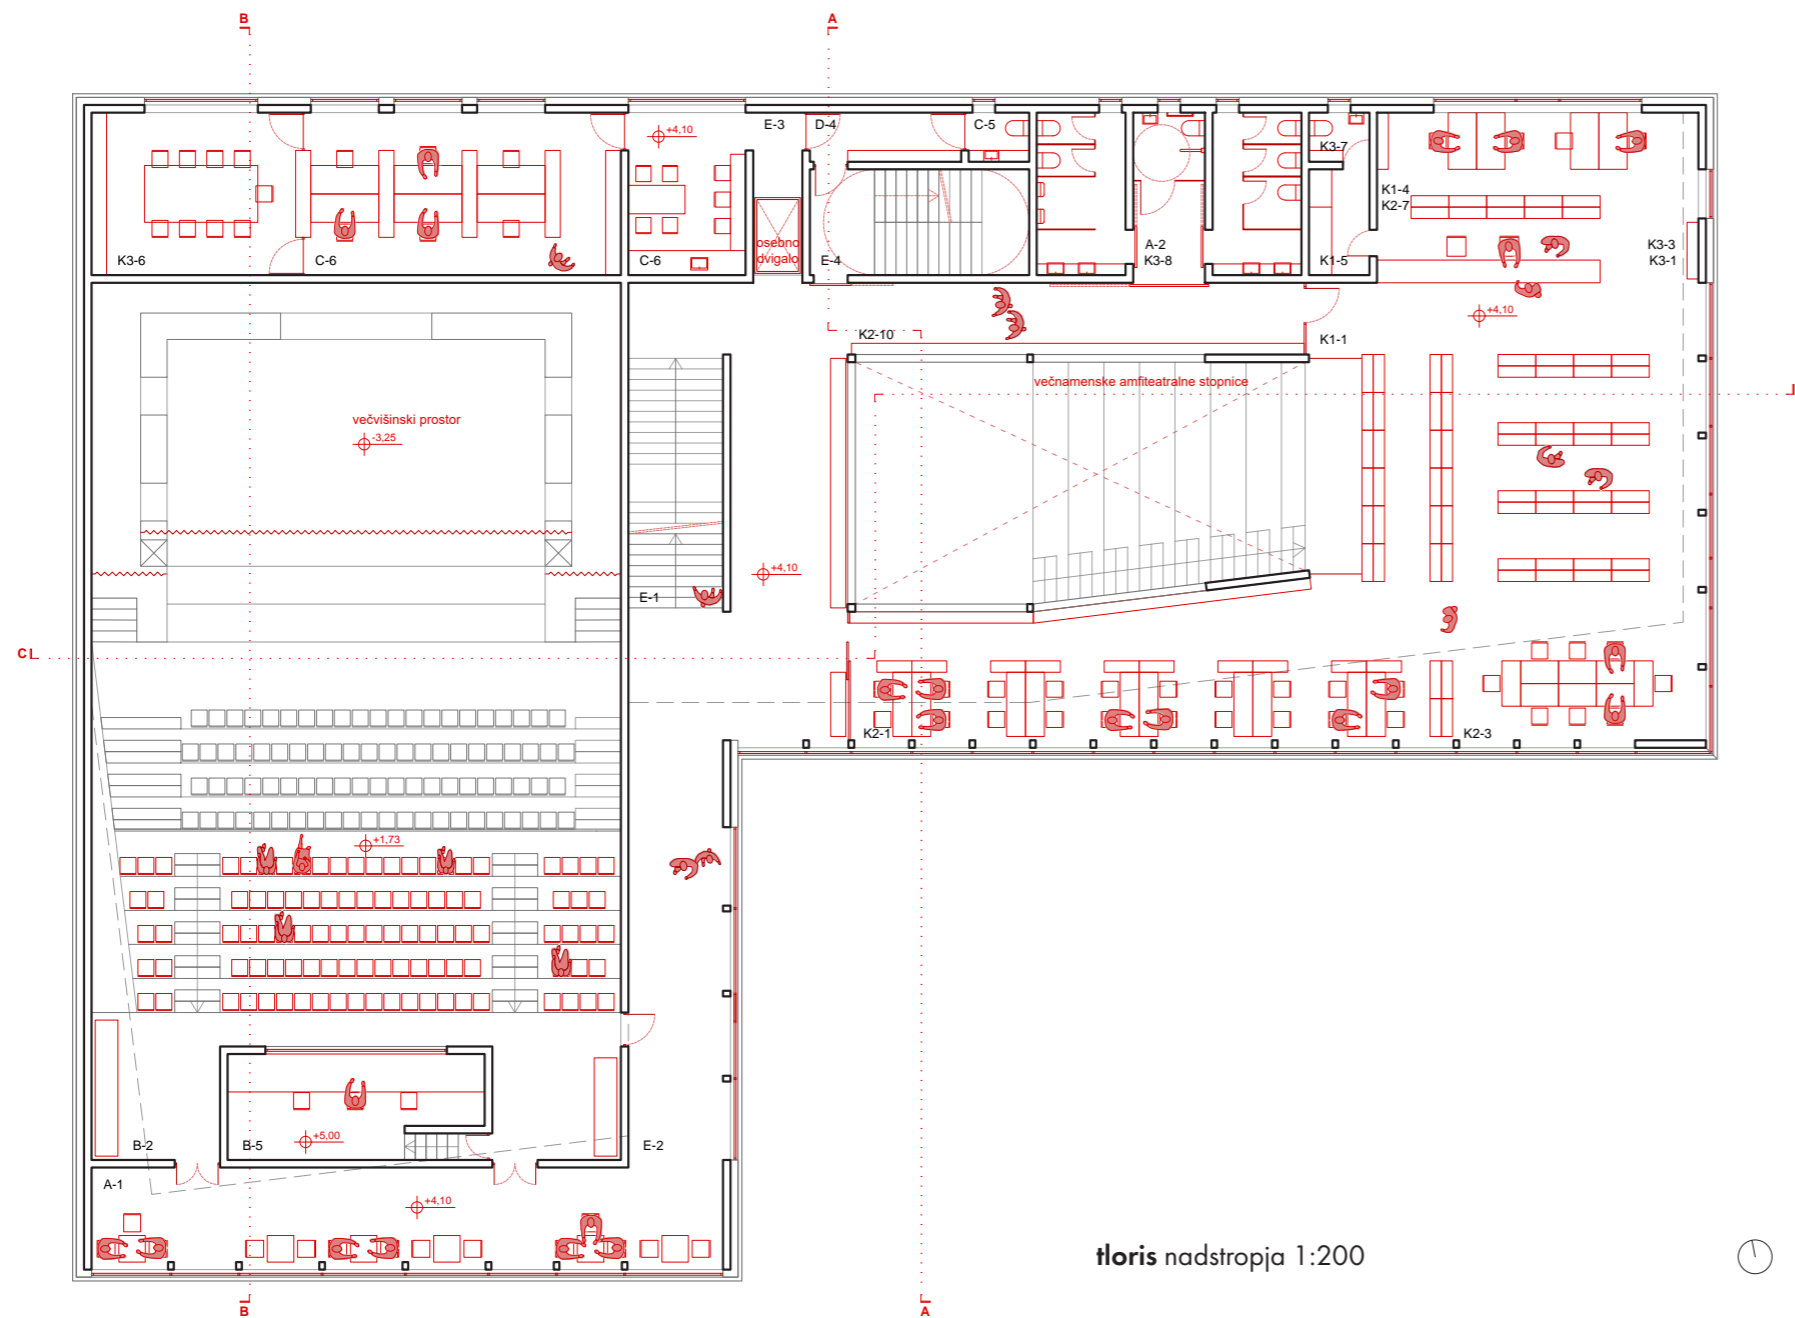 B
A
E-3
D-4
C-5
+4,10
K3-7
K1-4
K2-7
osebno
dvigalo
A-2
K3-8
K3-3
K3-1
K3-6
C-6
C-6
E-4
K1-5
+4,10
K2-10
K1-1
večnamenske amfiteatralne stopnice
večvišinski prostor
-3,25
+4,10
E-1
C
K2-1
K2-3
+1,73
B-2
B-5
+5,00
E-2
A-1
+4,10
tloris nadstropja 1:200
B
A